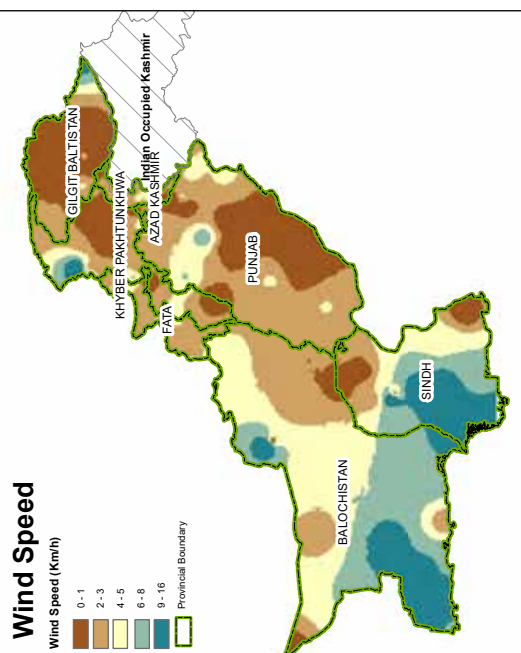 Wind Speed
Wind Speed (Km/h)
0 - 1
2 - 3
4 - 5
6 - 8
9 - 16
Provincial Boundary
GILGIT BALTISTAN
KHYBER PAKHTUNKHWA
Indian Occupied Kashmir
AZAD KASHMIR
FATA
PUNJAB
BALOCHISTAN
SINDH